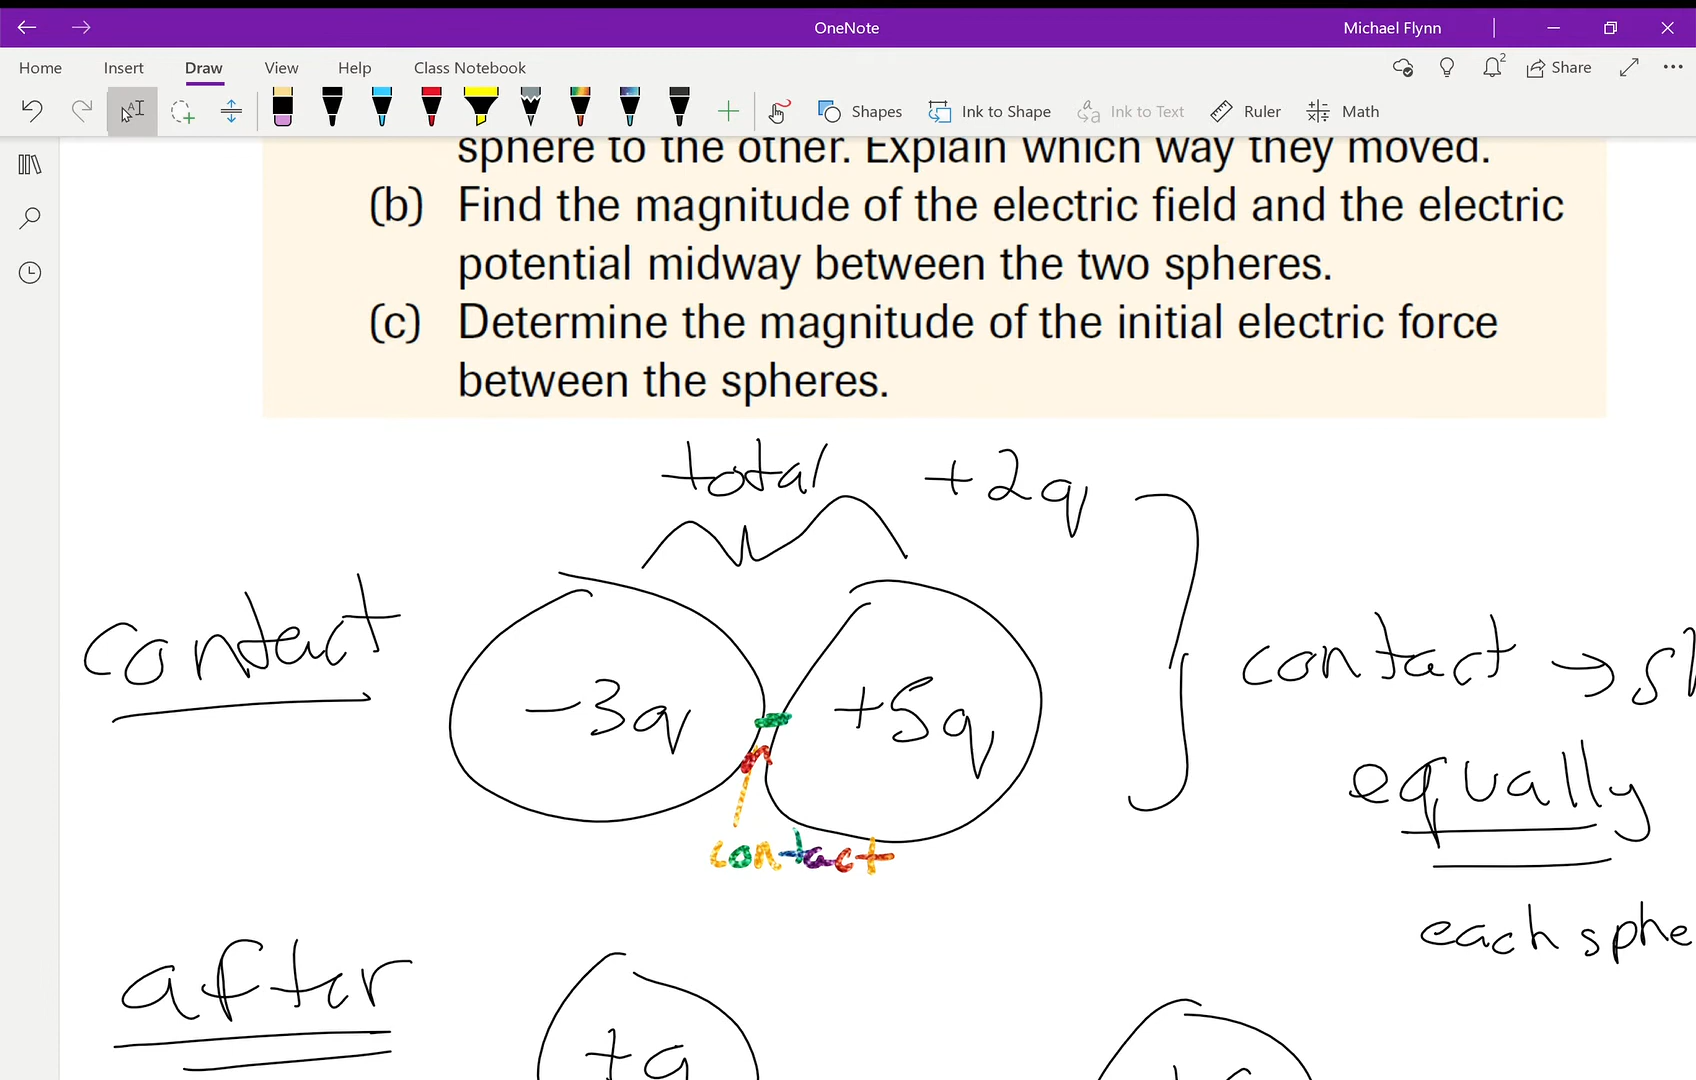 OneNote
Michael Flynn
Home Insert Draw View Help Class Notebook
2
Share
Shapes Ink to Shape Ink to Text Ruler Math
sphere to the other. Explain which way they moved.
(b) Find the magnitude of the electric field and the electric
potential midway between the two spheres.
(c) Determine the magnitude of the initial electric force
between the spheres.
total +2q
contact
-3q +5q
contact
contact →
equally
each
after
+q